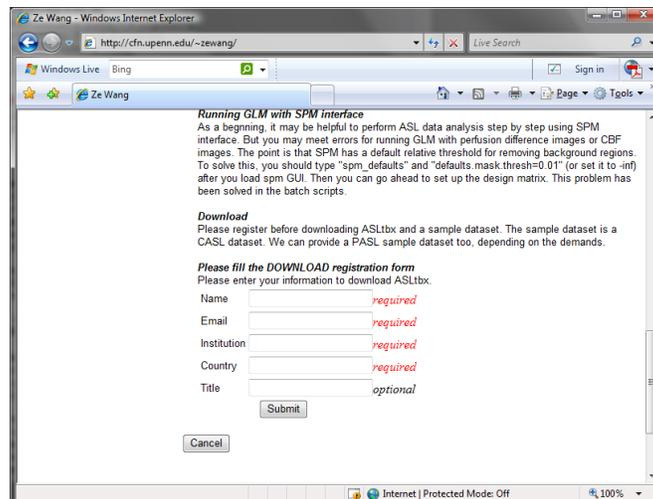 Ze Wang - Windows Internet Explorer
http://cfn.upenn.edu/~zewang/
Live Search
Windows Live Bing
Sign in
Ze Wang
Page Tools
Running GLM with SPM interface
As a begnning, it may be helpful to perform ASL data analysis step by step using SPM
interface. But you may meet errors for running GLM with perfusion difference images or CBF
images. The point is that SPM has a default relative threshold for removing background regions.
To solve this, you should type "spm_defaults" and "defaults.mask.thresh=0.01" (or set it to -inf)
after you load spm GUI. Then you can go ahead to set up the design matrix. This problem has
been solved in the batch scripts.
Download
Please register before downloading ASLtbx and a sample dataset. The sample dataset is a
CASL dataset. We can provide a PASL sample dataset too, depending on the demands.
Please fill the DOWNLOAD registration form
Please enter your information to download ASLtbx.
Name required
Email required
Institution required
Country required
Title optional
Submit
Cancel
Internet | Protected Mode: Off 100%